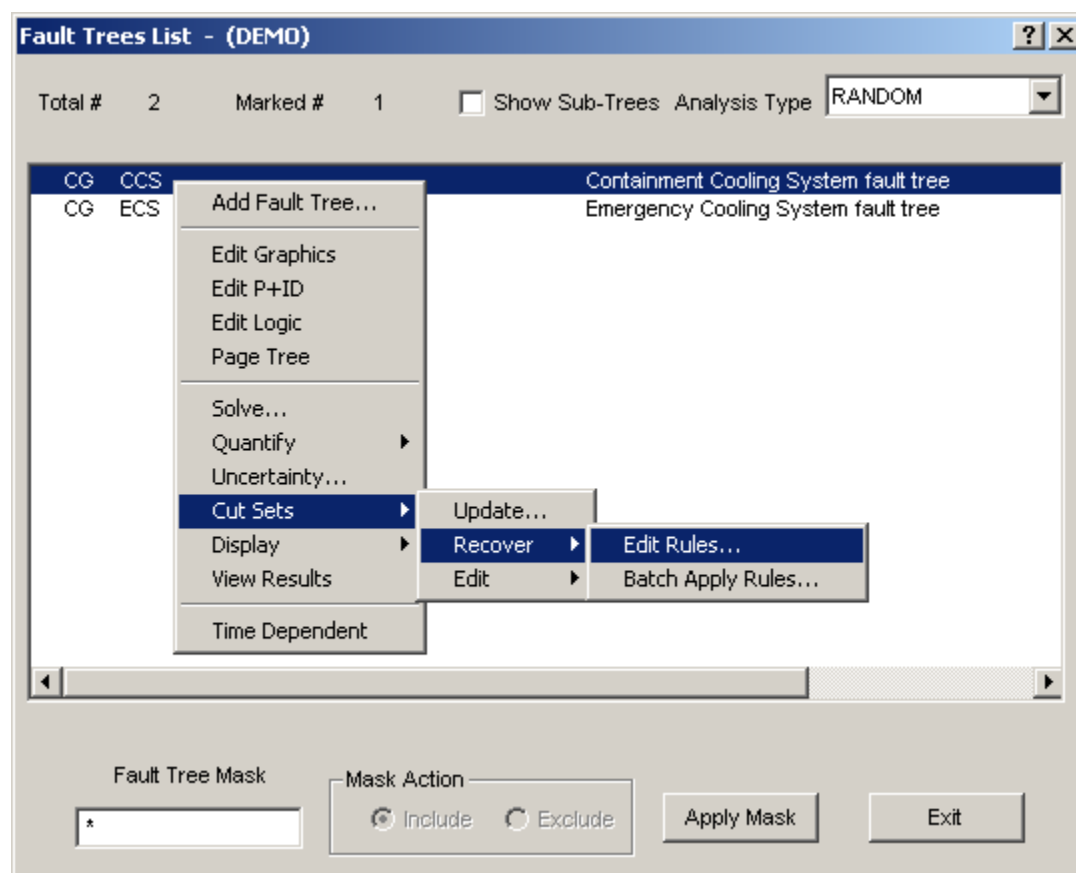 Fault Trees List - (DEMO)
Total # 2 Marked # 1 Show Sub-Trees Analysis Type RANDOM
CG CCS Containment Cooling System fault tree
CG ECS Emergency Cooling System fault tree
Add Fault Tree...
Edit Graphics
Edit P+ID
Edit Logic
Page Tree
Solve...
Quantify
Uncertainty...
Cut Sets
Display
View Results
Time Dependent
Update...
Recover
Edit
Edit Rules...
Batch Apply Rules...
Fault Tree Mask
*
Mask Action
Include Exclude
Apply Mask
Exit